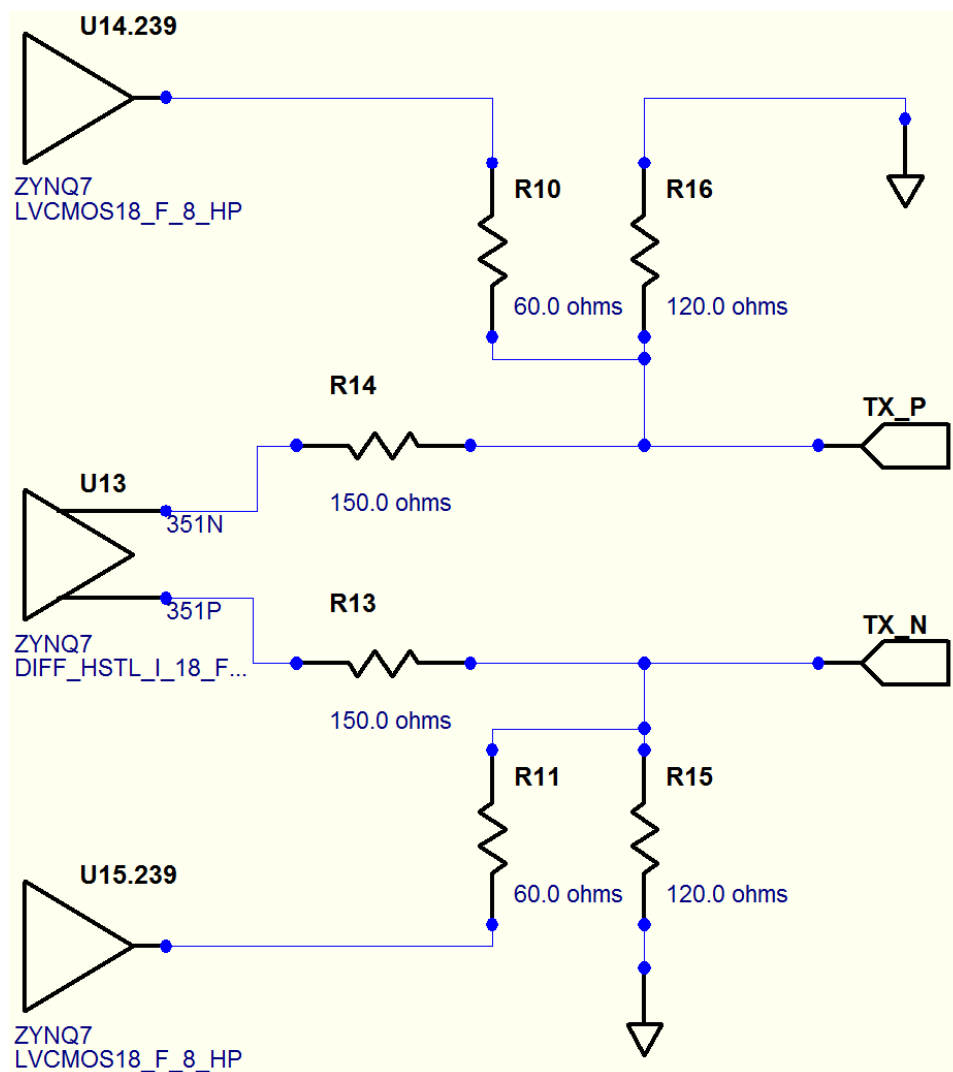 U14.239
ZYNQ7
LVCMOS18_F_8_HP
R10
R16
60.0 ohms
120.0 ohms
R14
150.0 ohms
TX_P
U13
351N
351P
ZYNQ7
DIFF_HSTL_I_18_F...
R13
150.0 ohms
TX_N
R11
R15
60.0 ohms
120.0 ohms
U15.239
ZYNQ7
LVCMOS18_F_8_HP